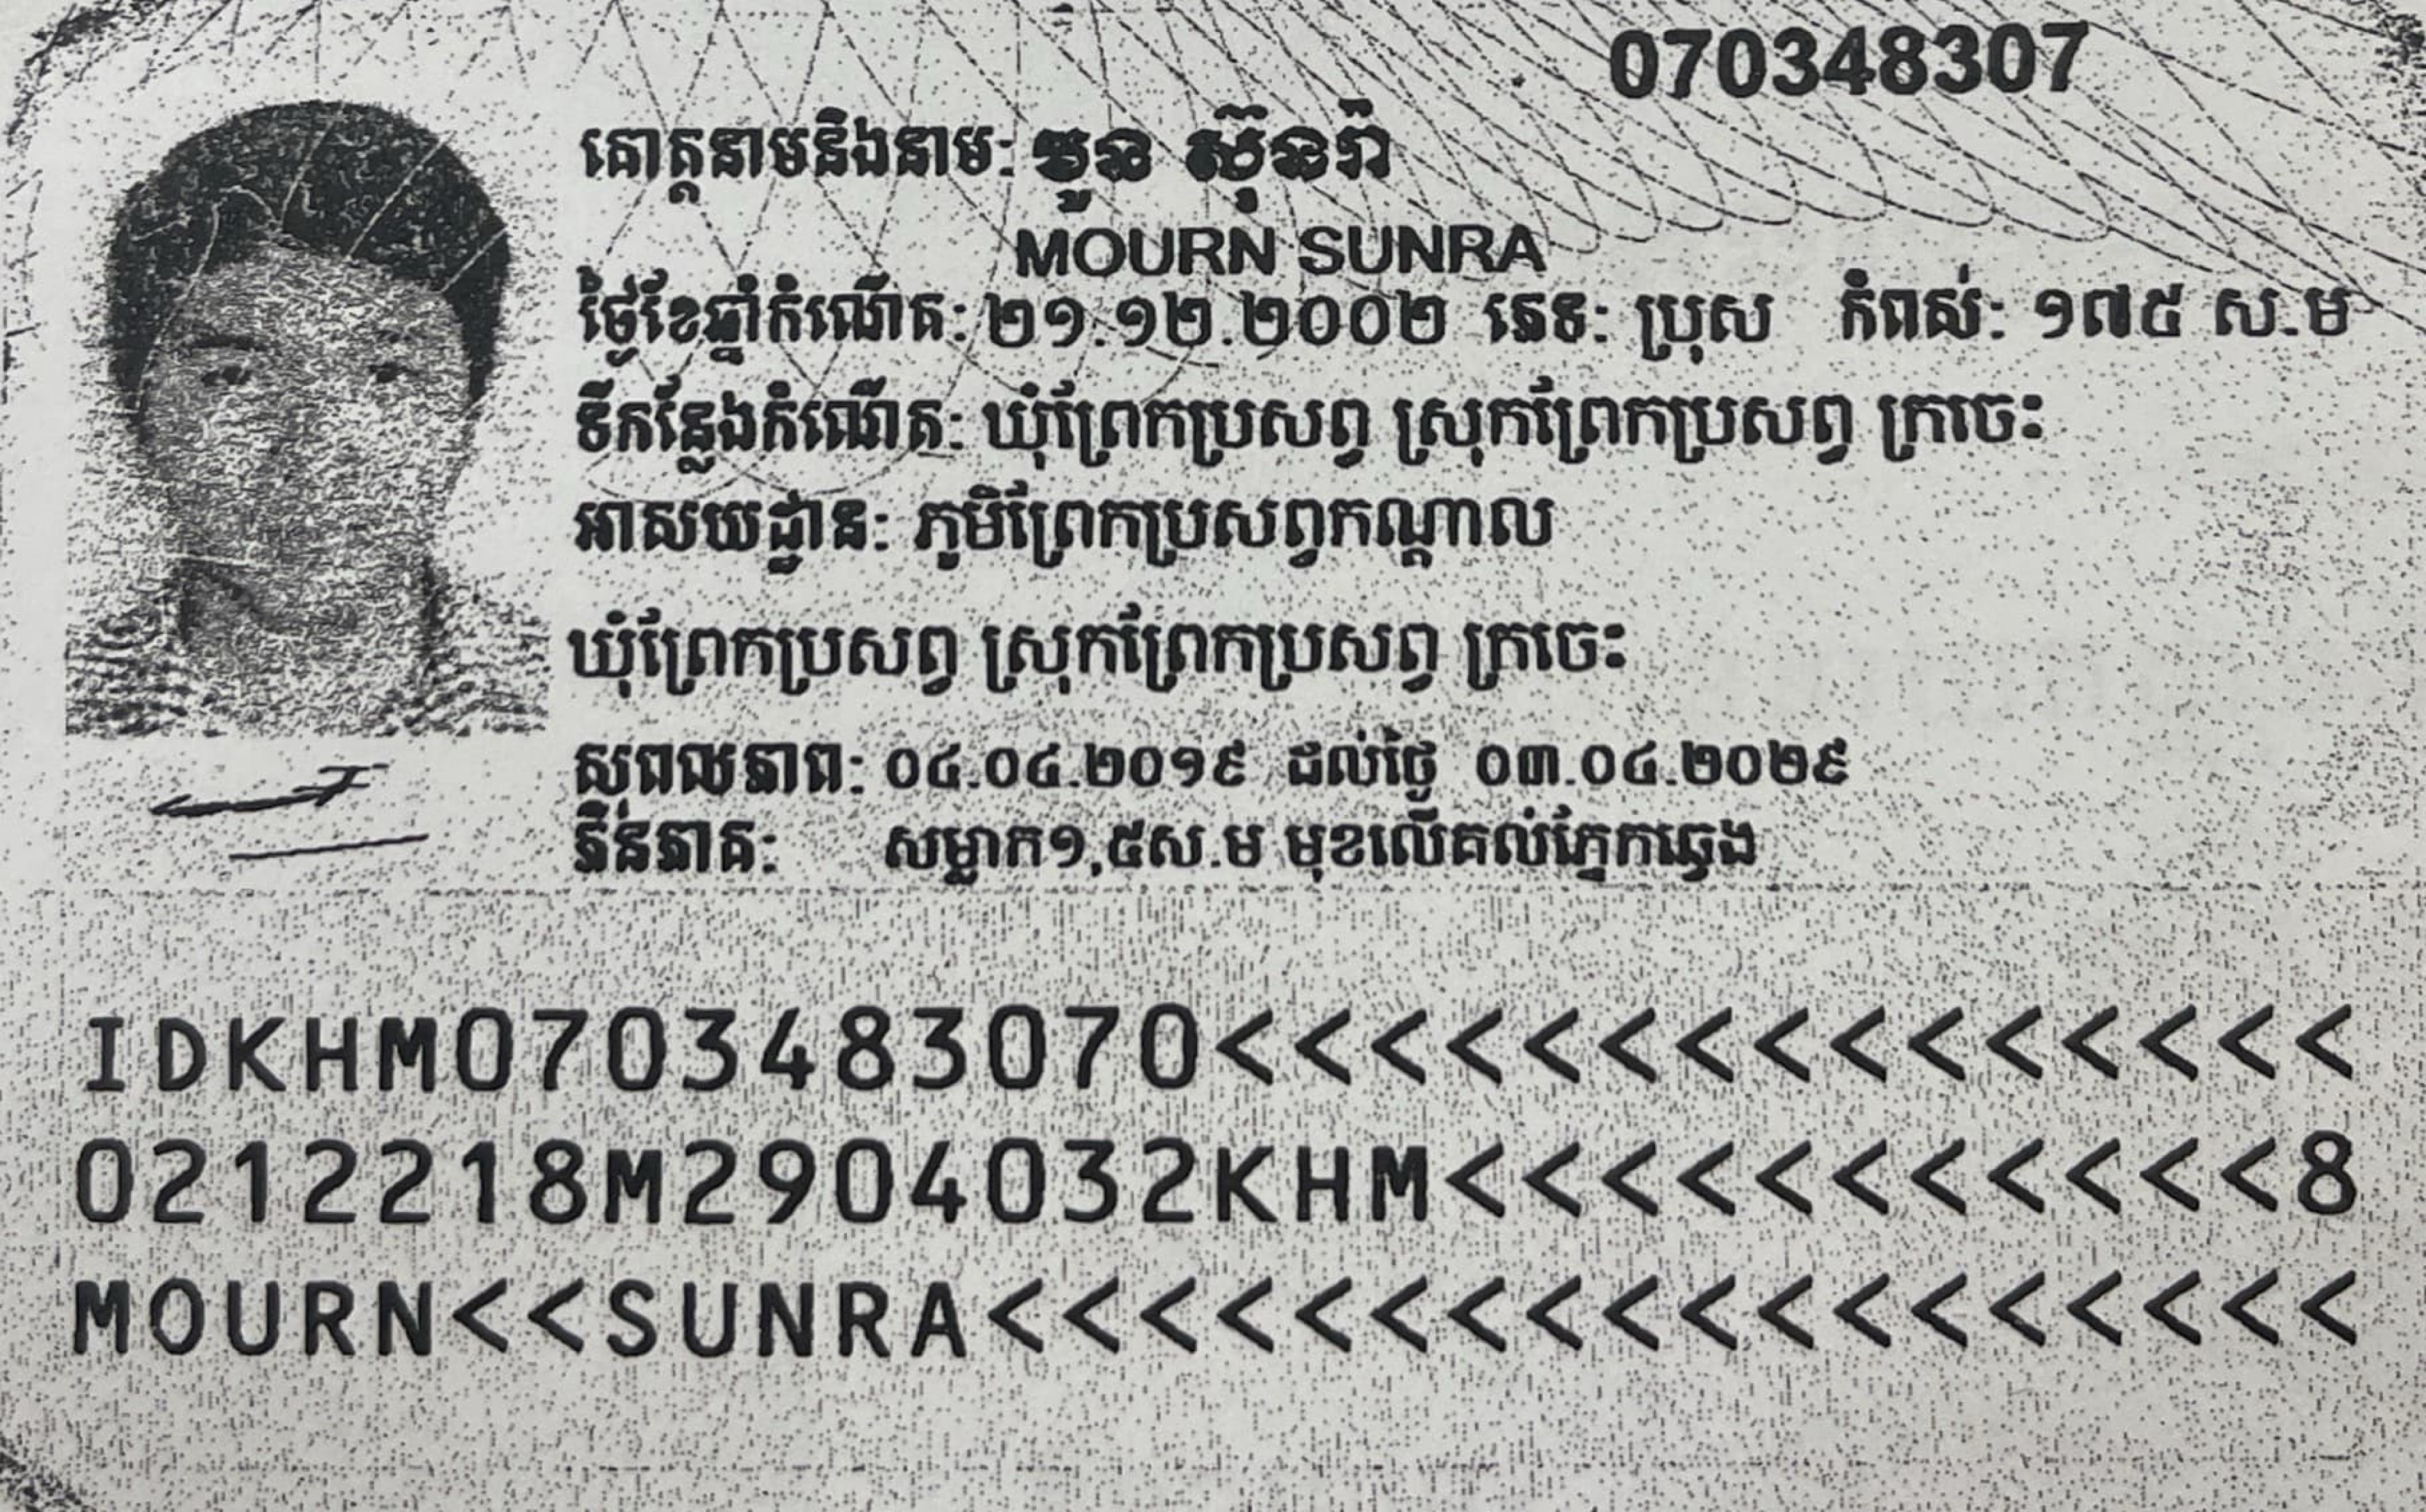 070348307
គោត្តនាមនិងនាម: មូន ស៊ុនរ៉ា
MOURN SUNRA
ថ្ងៃខែឆ្នាំកំណើត: ២១.១២.២០០២ ភេទ: ប្រុស កំពស់: ១៧៥ ស.ម
ទីកន្លែងកំណើត: ឃុំព្រែកប្រសព្វ ស្រុកព្រែកប្រសព្វ ក្រចេះ
អាសយដ្ឋាន: ភូមិព្រែកប្រសព្វកណ្តាល
ឃុំព្រែកប្រសព្វ ស្រុកព្រែកប្រសព្វ ក្រចេះ
សុពលភាព: ០៤.០៤.២០១៩ ដល់ថ្ងៃ ០៣.០៤.២០២៩
ភិនភាគ: សម្លាក១,៥ស.ម មុខលើគល់ភ្នែកឆ្វេង
IDKHM0703483070<<<<<<<<<<<<<<<
0212218M2904032KHM<<<<<<<<<<<8
MOURN<<SUNRA<<<<<<<<<<<<<<<<<<